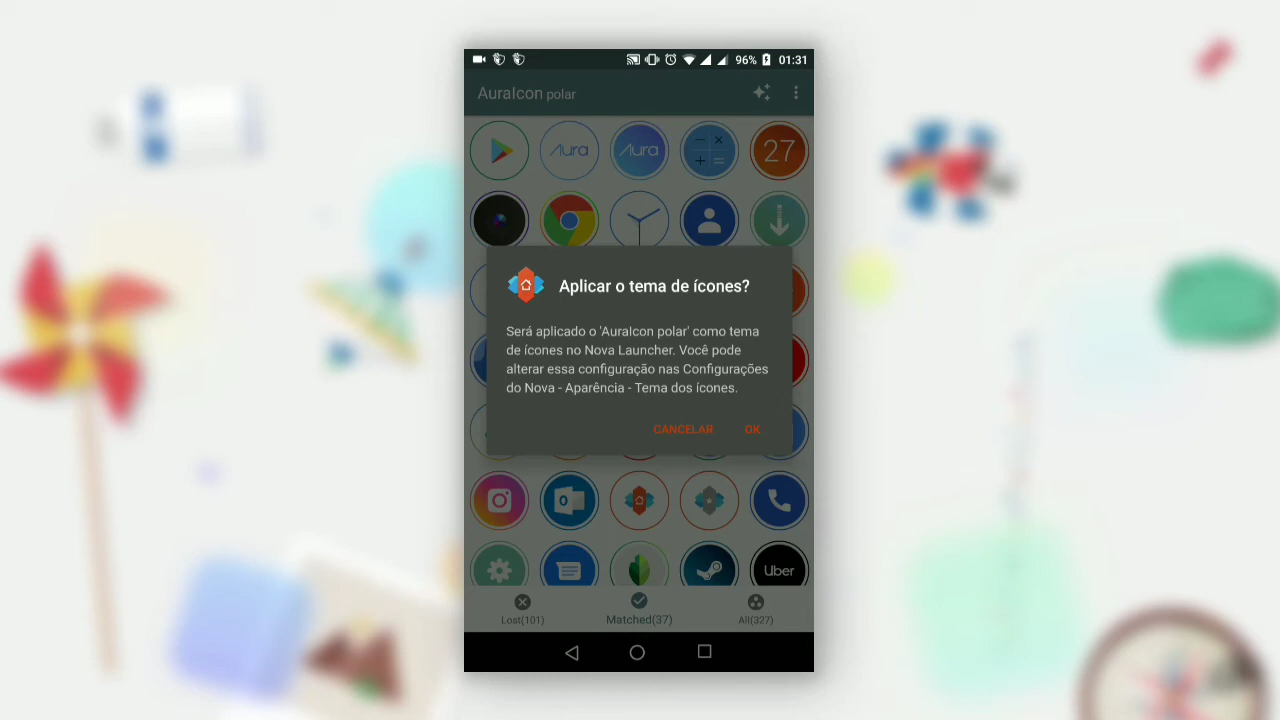 96% 01:31
AuraIcon polar
Aura Aura 27
Aplicar o tema de ícones?
Será aplicado o 'AuraIcon polar' como tema
de ícones no Nova Launcher. Você pode
alterar essa configuração nas Configurações
do Nova - Aparência - Tema dos ícones.
CANCELAR OK
Uber
Lost(101) Matched(37) All(327)